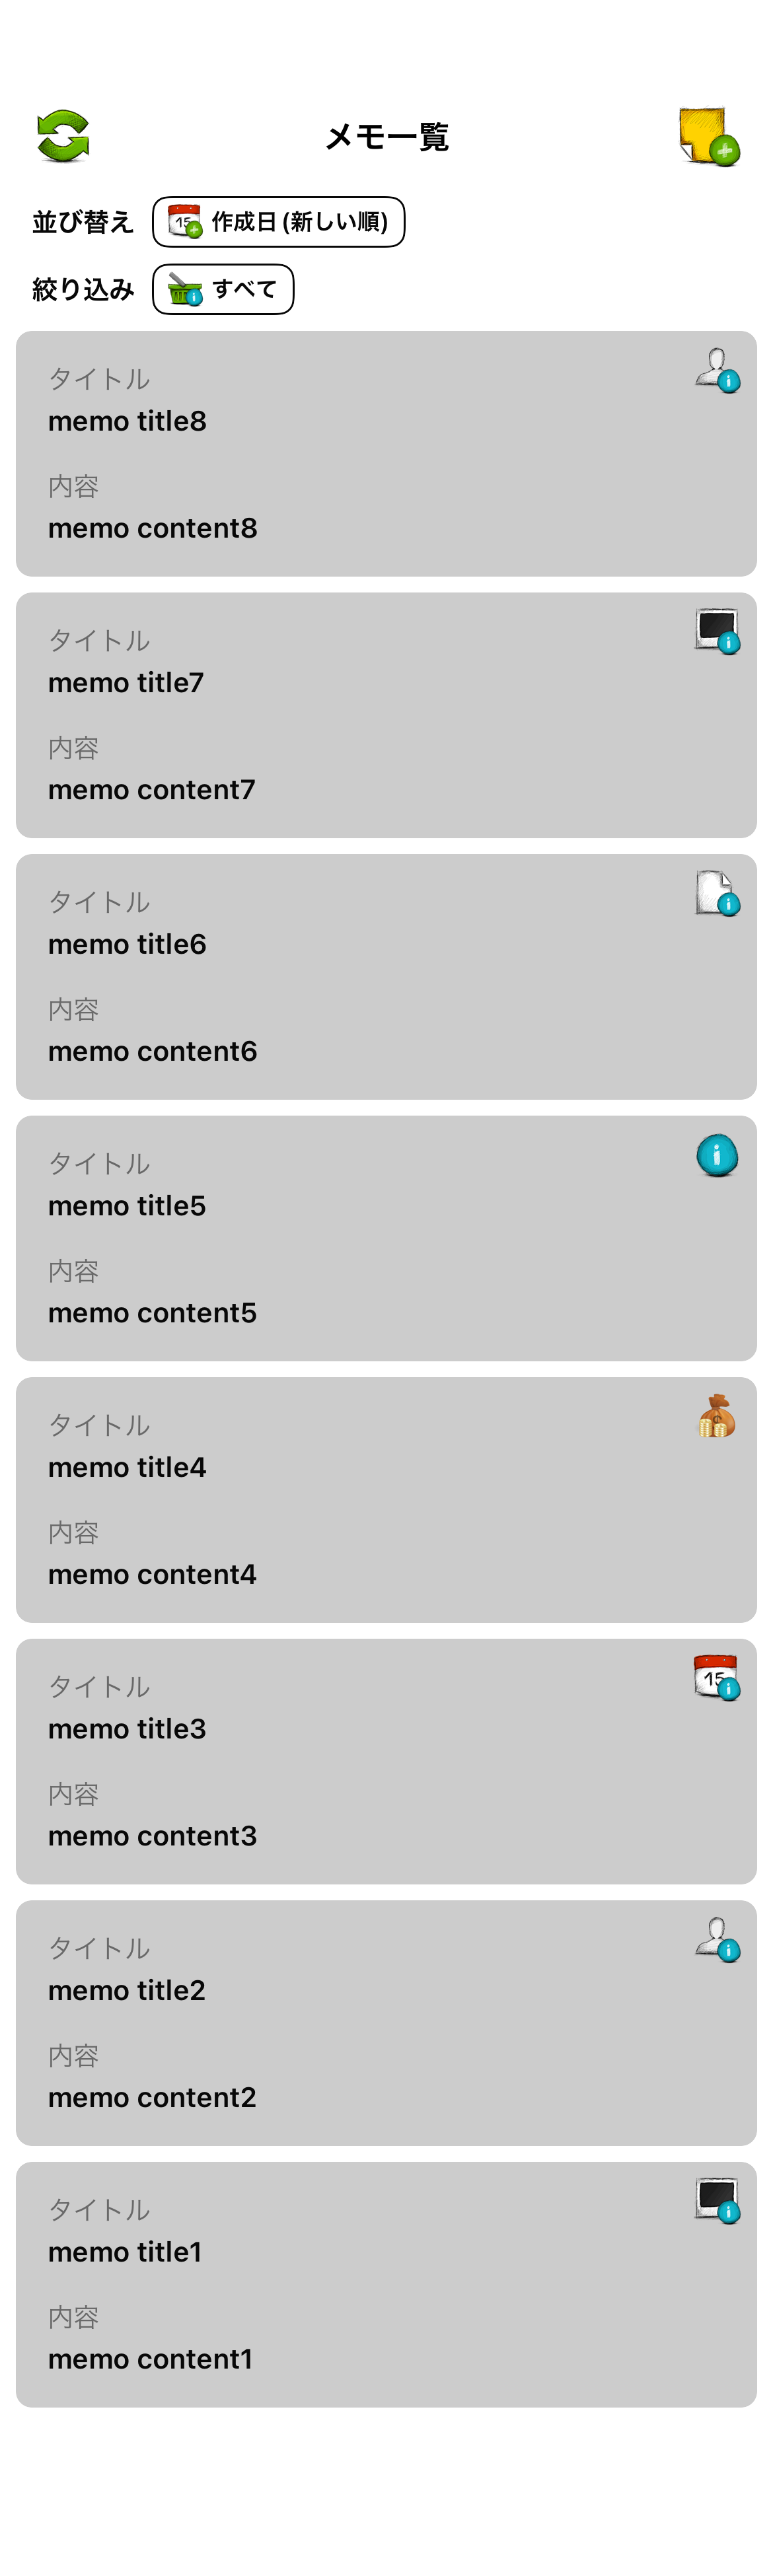 メモ一覧
並び替え 15 作成日(新しい順)
絞り込み i すべて
タイトル
memo title8
内容
memo content8
タイトル
memo title7
内容
memo content7
タイトル
memo title6
内容
memo content6
タイトル
memo title5
内容
memo content5
タイトル
memo title4
内容
memo content4
タイトル
15
memo title3
内容
memo content3
タイトル
memo title2
内容
memo content2
タイトル
memo title1
内容
memo content1